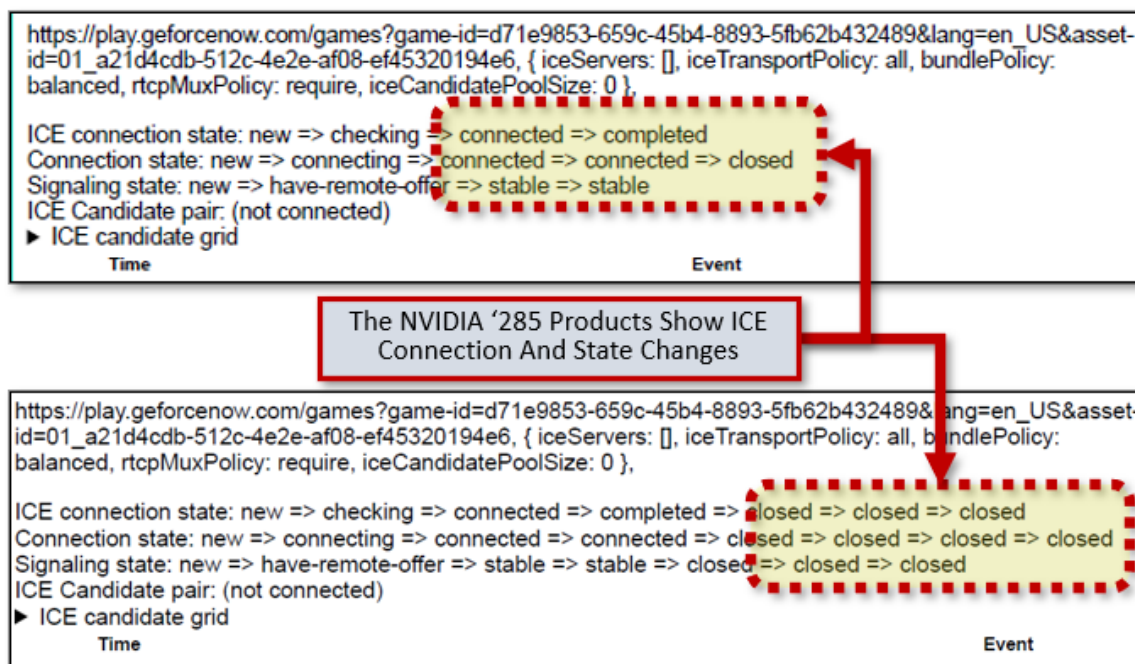 https://play.geforcenow.com/games?game-id=d71e9853-659c-45b4-8893-5fb62b432489&lang=en_US&asset-
id=01_a21d4cdb-512c-4e2e-af08-ef45320194e6, { iceServers: [], iceTransportPolicy: all, bundlePolicy:
balanced, rtcpMuxPolicy: require, iceCandidatePoolSize: 0 },
ICE connection state: new => checking => connected => completed
Connection state: new => connecting => connected => connected => closed
Signaling state: new => have-remote-offer => stable => stable
ICE Candidate pair: (not connected)
▶ ICE candidate grid
Time Event
The NVIDIA ‘285 Products Show ICE
Connection And State Changes
https://play.geforcenow.com/games?game-id=d71e9853-659c-45b4-8893-5fb62b432489&lang=en_US&asset-
id=01_a21d4cdb-512c-4e2e-af08-ef45320194e6, { iceServers: [], iceTransportPolicy: all, bundlePolicy:
balanced, rtcpMuxPolicy: require, iceCandidatePoolSize: 0 },
ICE connection state: new => checking => connected => completed => closed => closed => closed
Connection state: new => connecting => connected => connected => closed => closed => closed => closed
Signaling state: new => have-remote-offer => stable => stable => closed => closed => closed
ICE Candidate pair: (not connected)
▶ ICE candidate grid
Time Event